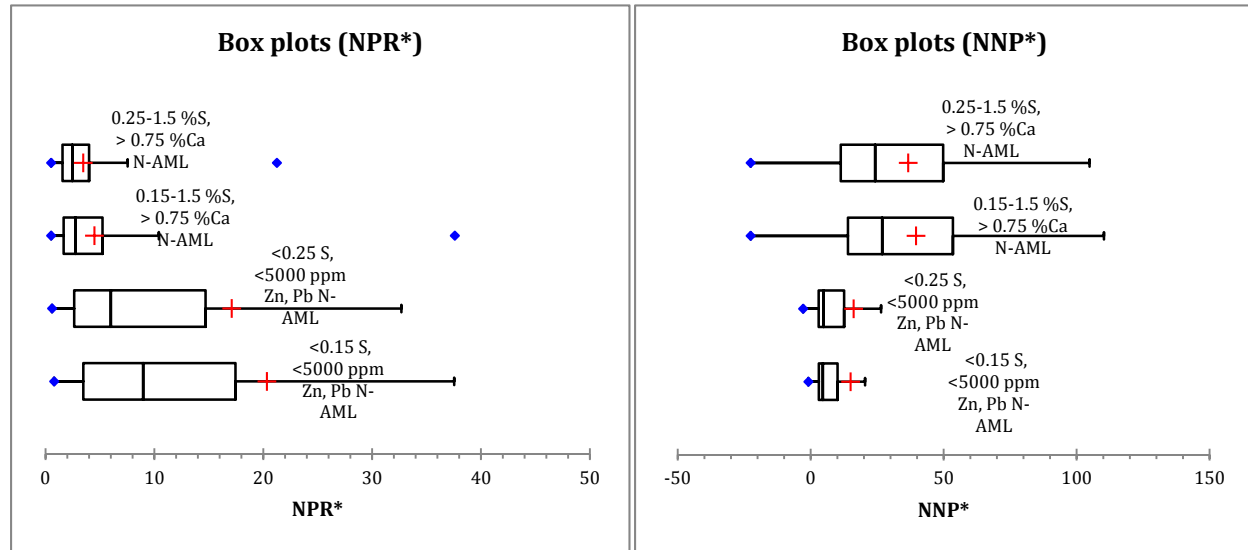 Box plots (NPR*)
0.25-1.5 %S,
> 0.75 %Ca
N-AML
0.15-1.5 %S,
> 0.75 %Ca
N-AML
<0.25 S,
<5000 ppm
Zn, Pb N-
AML
<0.15 S,
<5000 ppm
Zn, Pb N-
AML
0 10 20 30 40 50
NPR*
Box plots (NNP*)
0.25-1.5 %S,
> 0.75 %Ca
N-AML
0.15-1.5 %S,
> 0.75 %Ca
N-AML
<0.25 S,
<5000 ppm
Zn, Pb N-
AML
<0.15 S,
<5000 ppm
Zn, Pb N-
AML
-50 0 50 100 150
NNP*